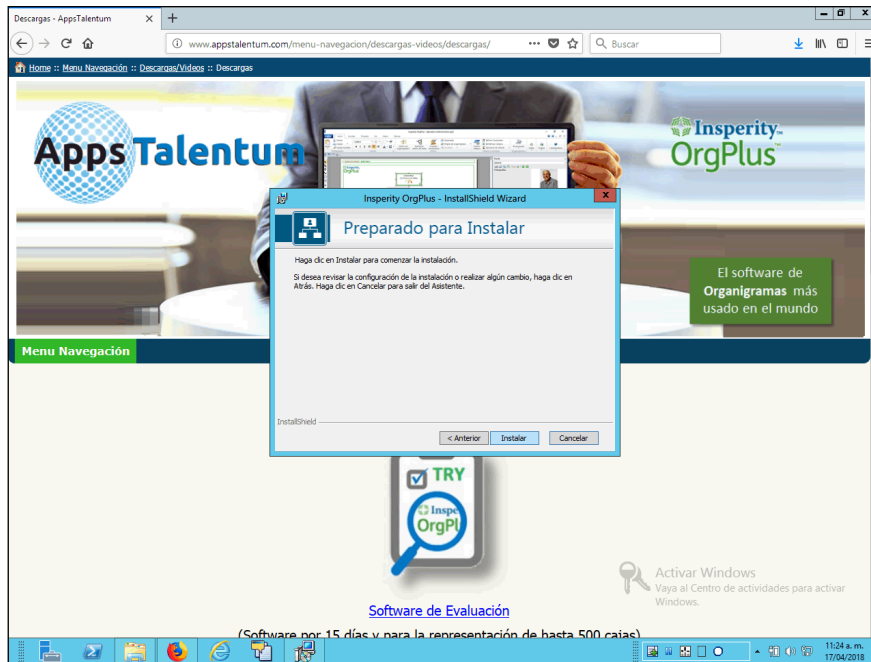 Descargas - AppsTalentum
www.appstalentum.com/menu-navegacion/descargas-videos/descargas/
Buscar
Home :: Menu Navegación :: Descargas/Videos :: Descargas
Apps Talentum
Insperity™
OrgPlus
El software de
Organigramas más
usado en el mundo
Menu Navegación
Insperity OrgPlus - InstallShield Wizard
Preparado para Instalar
Haga clic en Instalar para comenzar la instalación.
Si desea revisar la configuración de la instalación o realizar algún cambio, haga clic en
Atrás. Haga clic en Cancelar para salir del Asistente.
InstallShield
< Anterior
Instalar
Cancelar
TRY
Inspe
OrgPl
Software de Evaluación
(Software por 15 días y para la representación de hasta 500 cajas)
Activar Windows
Vaya al Centro de actividades para activar
Windows.
11:24 a. m.
17/04/2018